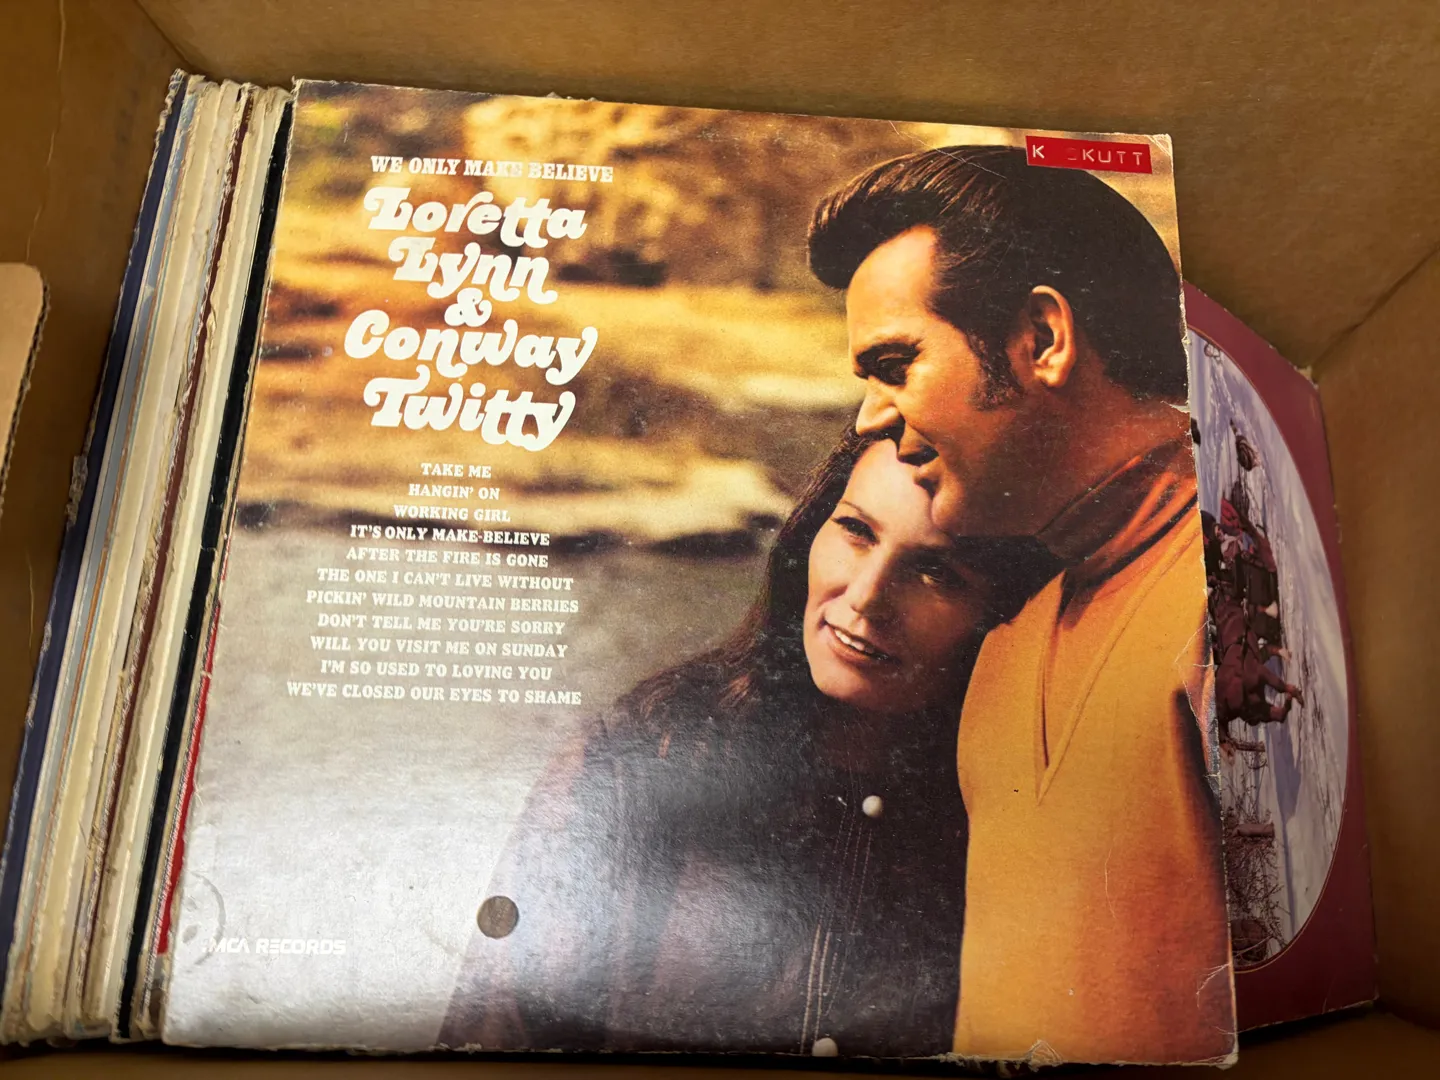 WE ONLY MAKE BELIEVE
Loretta
Lynn
&
Conway
Twitty
TAKE ME
HANGIN' ON
WORKING GIRL
IT'S ONLY MAKE-BELIEVE
AFTER THE FIRE IS GONE
THE ONE I CAN'T LIVE WITHOUT
PICKIN' WILD MOUNTAIN BERRIES
DON'T TELL ME YOU'RE SORRY
WILL YOU VISIT ME ON SUNDAY
I'M SO USED TO LOVING YOU
WE'VE CLOSED OUR EYES TO SHAME
MCA RECORDS